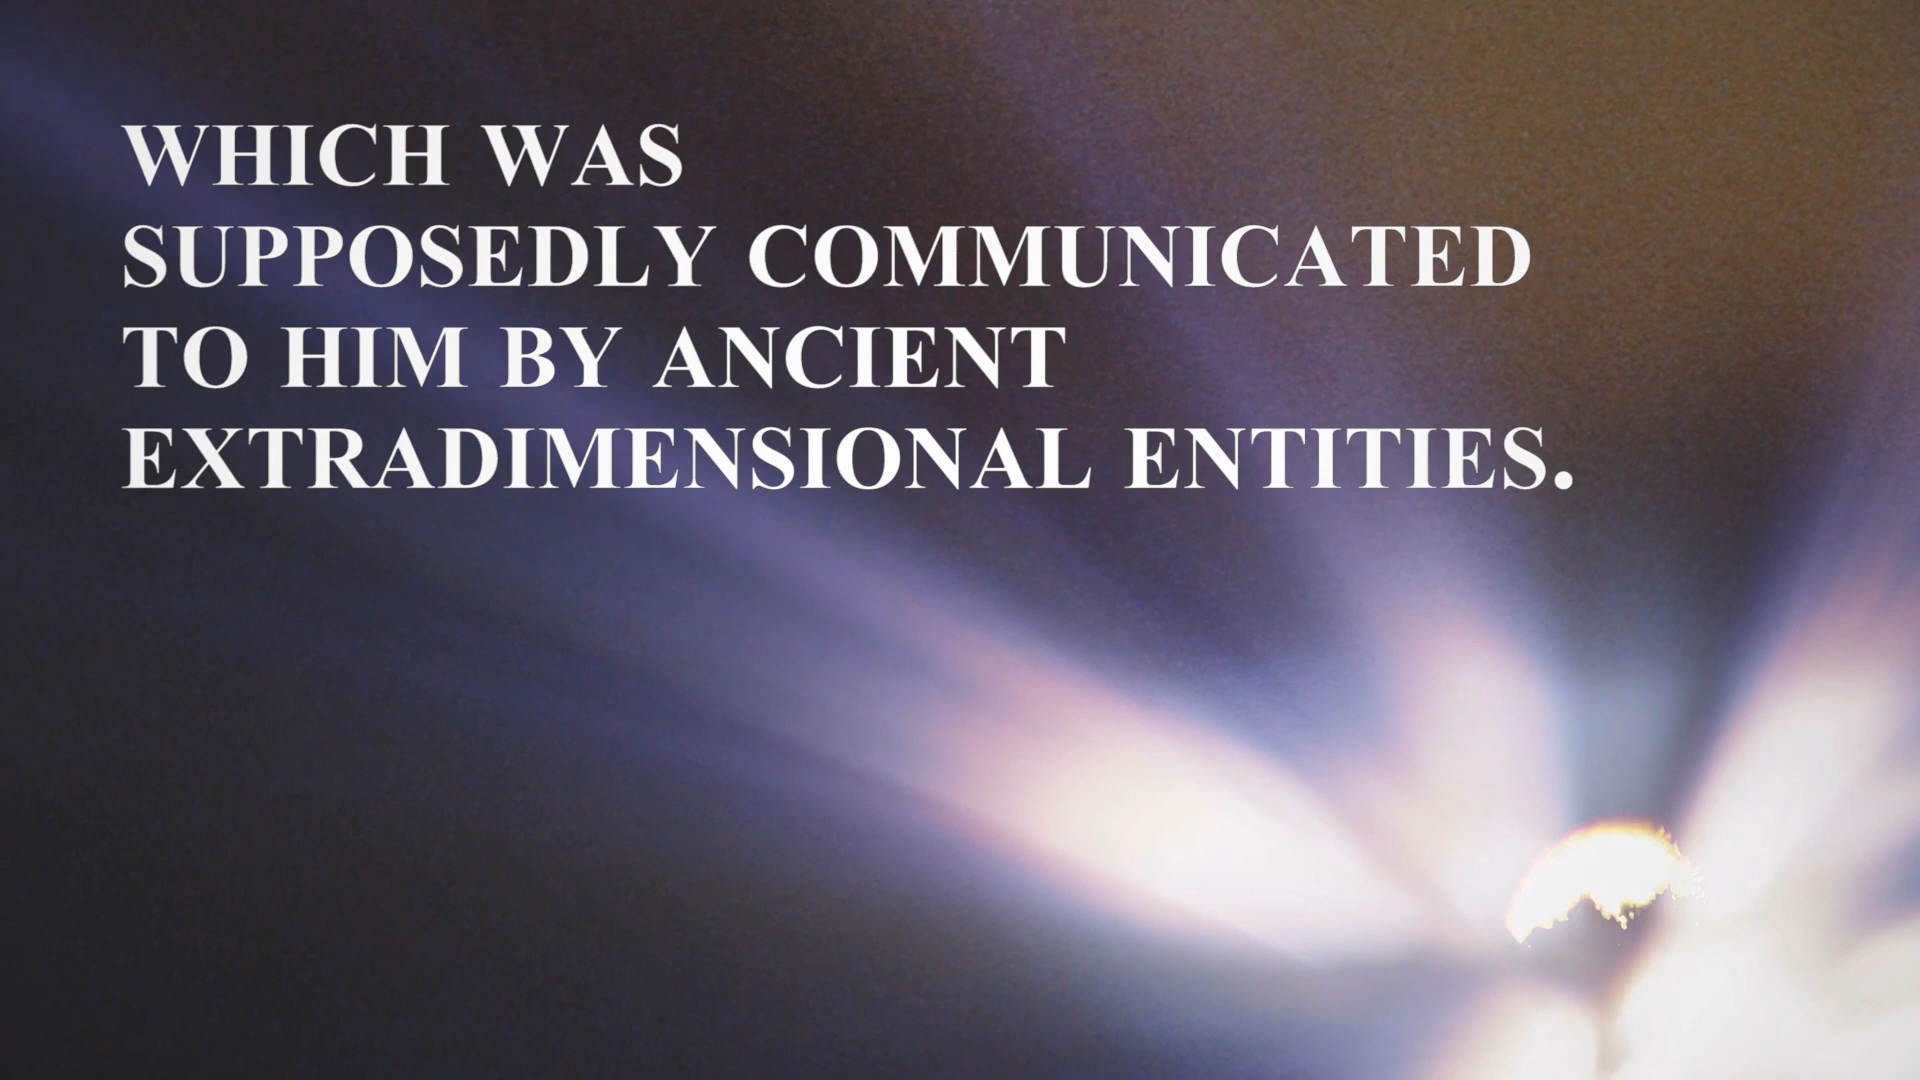 WHICH WAS
SUPPOSEDLY COMMUNICATED
TO HIM BY ANCIENT
EXTRADIMENSIONAL ENTITIES.